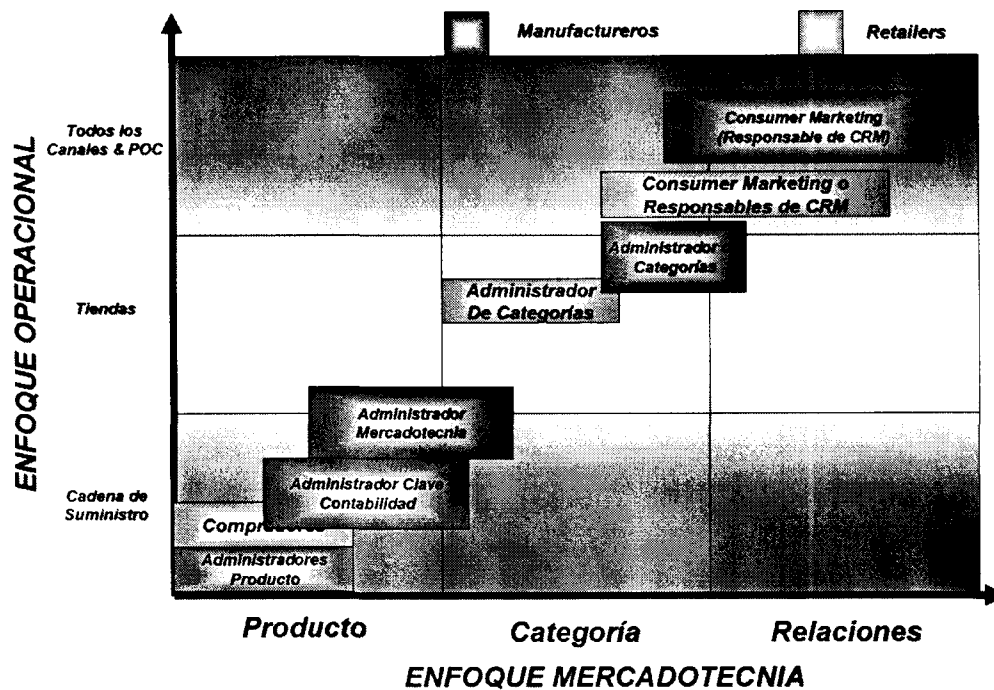 Manufactureros
Retailers
ENFOQUE OPERACIONAL
Todos los
Canales & POC
Consumer Marketing
(Responsable de CRM)
Consumer Marketing o
Responsables de CRM
Administrador
Categorías
Tiendas
Administrador
De Categorías
Administrador
Mercadotecnia
Administrador Clave
Contabilidad
Cadena de
Suministro
Compradores
Administradores
Producto
Producto
Categoría
Relaciones
ENFOQUE MERCADOTECNIA